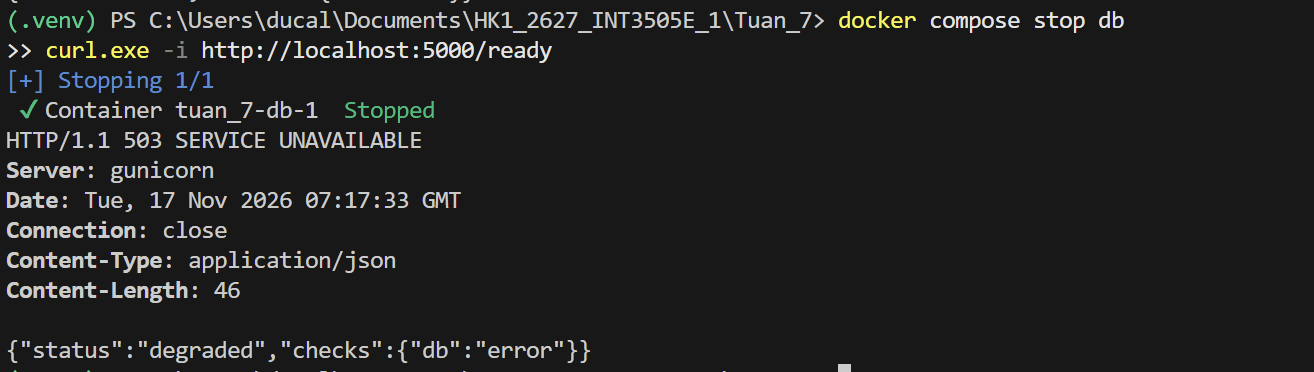 (.venv) PS C:\Users\ducal\Documents\HK1_2627_INT3505E_1\Tuan_7> docker compose stop db
>> curl.exe -i http://localhost:5000/ready
[+] Stopping 1/1
✔ Container tuan_7-db-1 Stopped
HTTP/1.1 503 SERVICE UNAVAILABLE
Server: gunicorn
Date: Tue, 17 Nov 2026 07:17:33 GMT
Connection: close
Content-Type: application/json
Content-Length: 46

{"status":"degraded","checks":{"db":"error"}}